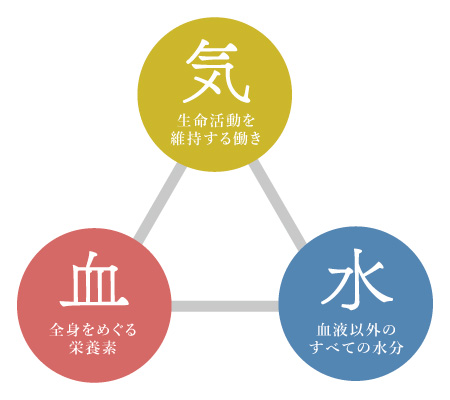 気
生命活動を
維持する働き
血
全身をめぐる
栄養素
水
血液以外の
すべての水分